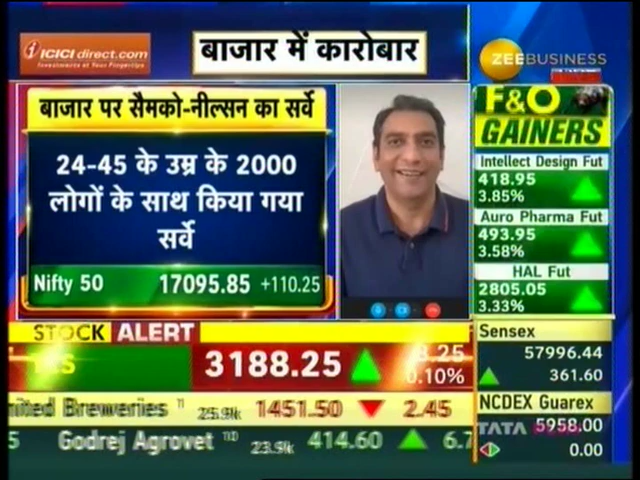 ICICI direct.com
Investments at Your Fingertips
बाजार में कारोबार
ZEE BUSINESS
बाजार पर सैमको-नील्सन का सर्वे
24-45 के उम्र के 2000
लोगों के साथ किया गया
सर्वे
Nifty 50 17095.85 +110.25
F&O
GAINERS
Intellect Design Fut
418.95
3.85%
Auro Pharma Fut
493.95
3.58%
HAL Fut
2805.05
3.33%
STOCK ALERT
3188.25
0.10%
Sensex
57996.44
361.60
NCDEX Guarex
5958.00
0.00
TATA
Breweries 1451.50 2.45
Godrej Agrovet 414.60